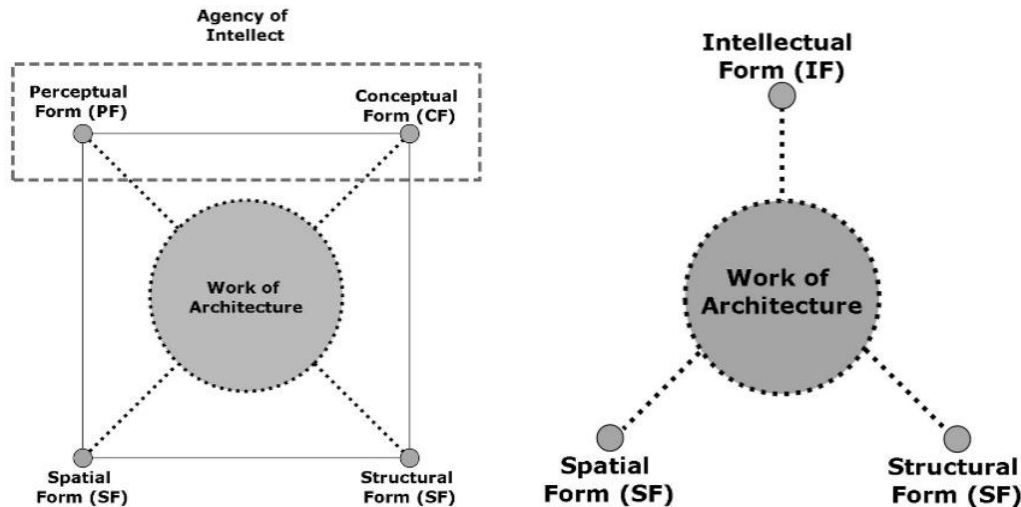 Agency of
Intellect
Perceptual
Form (PF)
Conceptual
Form (CF)
Work of
Architecture
Spatial
Form (SF)
Structural
Form (SF)
Intellectual
Form (IF)
Work of
Architecture
Spatial
Form (SF)
Structural
Form (SF)